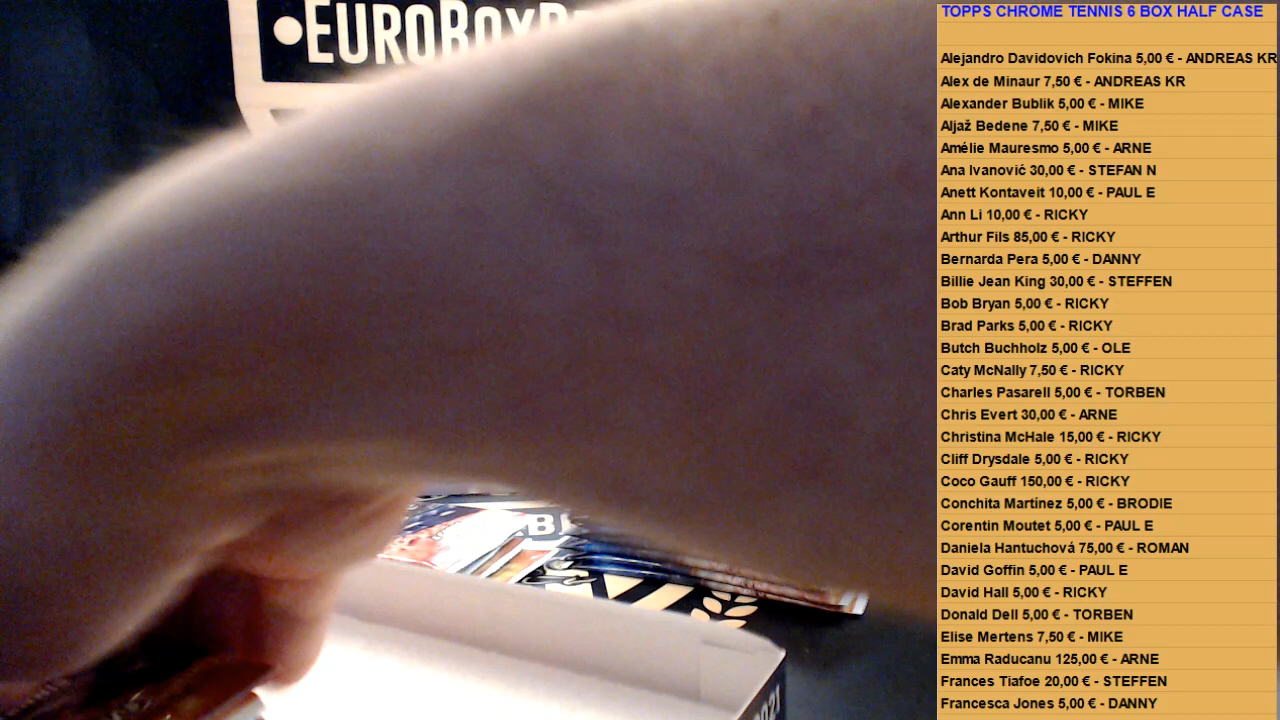 EUROBOXBR
TOPPS CHROME TENNIS 6 BOX HALF CASE
Alejandro Davidovich Fokina 5,00 € - ANDREAS KR
Alex de Minaur 7,50 € - ANDREAS KR
Alexander Bublik 5,00 € - MIKE
Aljaž Bedene 7,50 € - MIKE
Amélie Mauresmo 5,00 € - ARNE
Ana Ivanović 30,00 € - STEFAN N
Anett Kontaveit 10,00 € - PAUL E
Ann Li 10,00 € - RICKY
Arthur Fils 85,00 € - RICKY
Bernarda Pera 5,00 € - DANNY
Billie Jean King 30,00 € - STEFFEN
Bob Bryan 5,00 € - RICKY
Brad Parks 5,00 € - RICKY
Butch Buchholz 5,00 € - OLE
Caty McNally 7,50 € - RICKY
Charles Pasarell 5,00 € - TORBEN
Chris Evert 30,00 € - ARNE
Christina McHale 15,00 € - RICKY
Cliff Drysdale 5,00 € - RICKY
Coco Gauff 150,00 € - RICKY
Conchita Martínez 5,00 € - BRODIE
Corentin Moutet 5,00 € - PAUL E
Daniela Hantuchová 75,00 € - ROMAN
David Goffin 5,00 € - PAUL E
David Hall 5,00 € - RICKY
Donald Dell 5,00 € - TORBEN
Elise Mertens 7,50 € - MIKE
Emma Raducanu 125,00 € - ARNE
Frances Tiafoe 20,00 € - STEFFEN
Francesca Jones 5,00 € - DANNY
2021